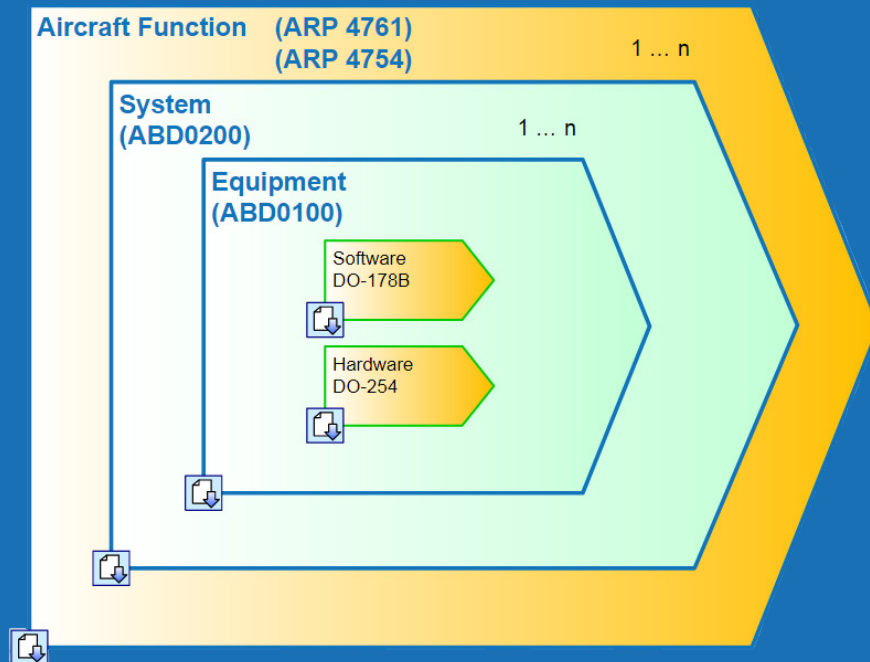 Aircraft Function (ARP 4761)
(ARP 4754)
1 ... n
System
(ABD0200)
1 ... n
Equipment
(ABD0100)
Software
DO-178B
Hardware
DO-254